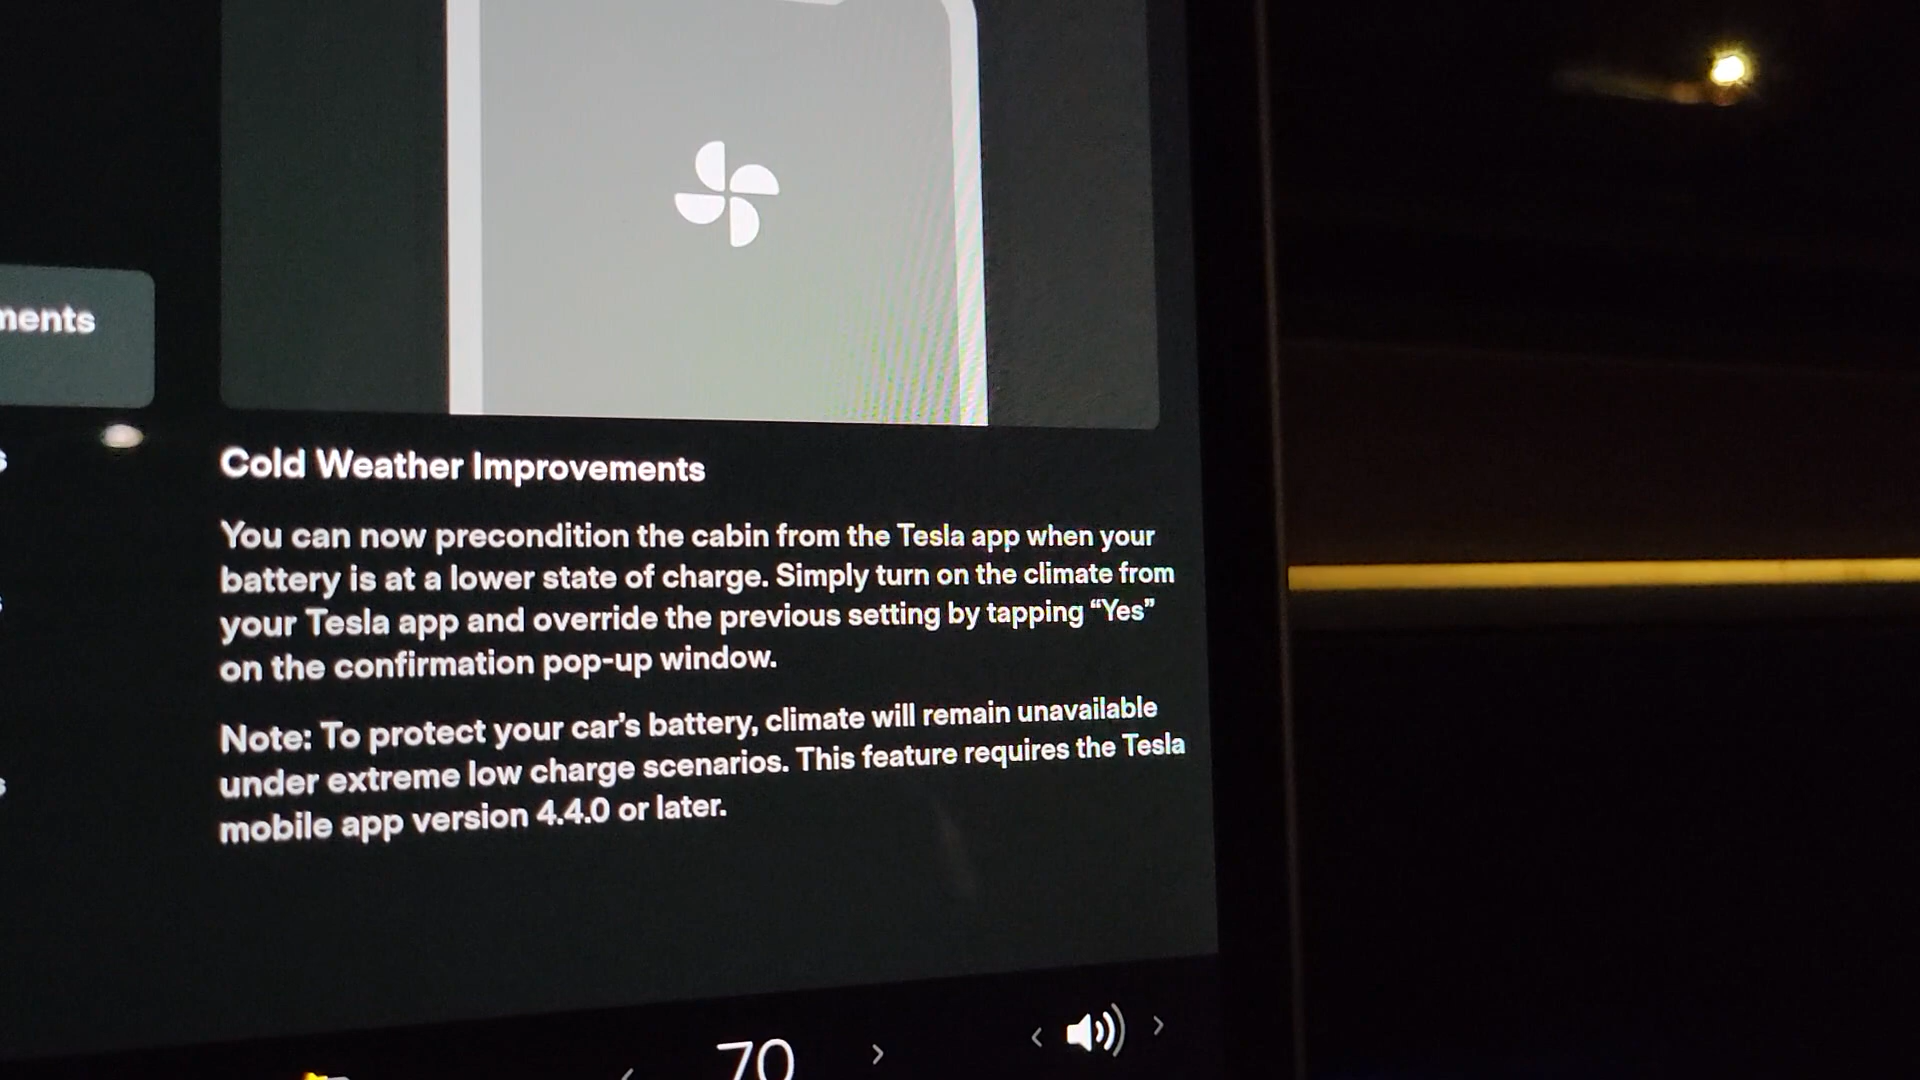 ments
s
s
s
Cold Weather Improvements
You can now precondition the cabin from the Tesla app when your
battery is at a lower state of charge. Simply turn on the climate from
your Tesla app and override the previous setting by tapping “Yes”
on the confirmation pop-up window.
Note: To protect your car’s battery, climate will remain unavailable
under extreme low charge scenarios. This feature requires the Tesla
mobile app version 4.4.0 or later.
70